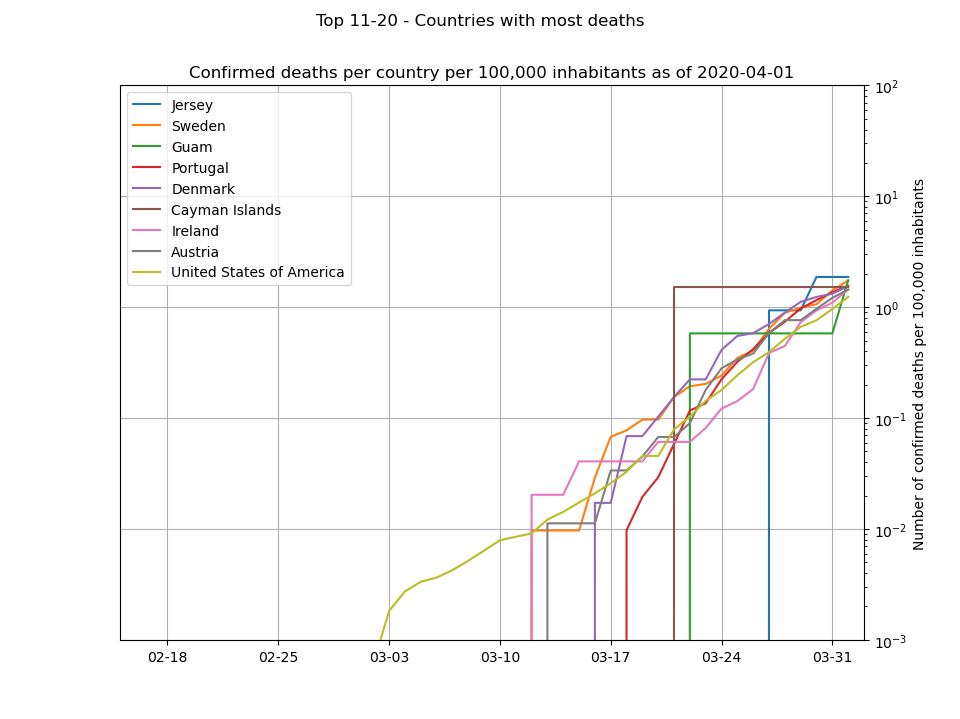 Top 11-20 - Countries with most deaths
Confirmed deaths per country per 100,000 inhabitants as of 2020-04-01
Jersey
Sweden
Guam
Portugal
Denmark
Cayman Islands
Ireland
Austria
United States of America
10²
10¹
10⁰
10⁻¹
10⁻²
10⁻³
Number of confirmed deaths per 100,000 inhabitants
02-18
02-25
03-03
03-10
03-17
03-24
03-31